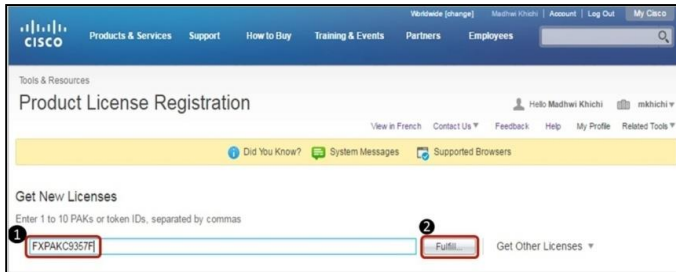 Worldwide [change] Madhwi Khichi | Account | Log Out My Cisco
CISCO Products & Services Support How to Buy Training & Events Partners Employees
Tools & Resources
Product License Registration
Hello Madhwi Khichi mkhichi
View in French Contact Us Feedback Help My Profile Related Tools
Did You Know? System Messages Supported Browsers
Get New Licenses
Enter 1 to 10 PAKs or token IDs, separated by commas
1 2
FXPAKC9357F Fulfill... Get Other Licenses